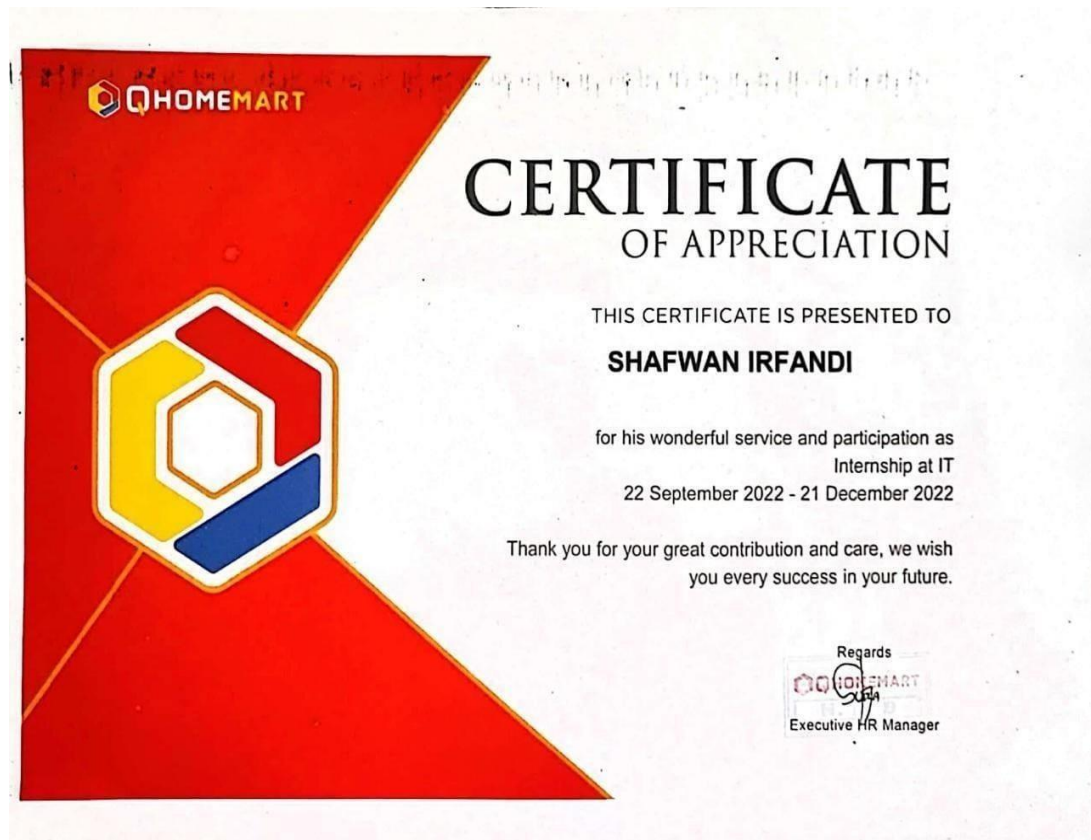 QHOMEMART
CERTIFICATE
OF APPRECIATION
THIS CERTIFICATE IS PRESENTED TO
SHAFWAN IRFANDI
for his wonderful service and participation as
Internship at IT
22 September 2022 - 21 December 2022
Thank you for your great contribution and care, we wish
you every success in your future.
Regards
QHOMEMART
Executive HR Manager